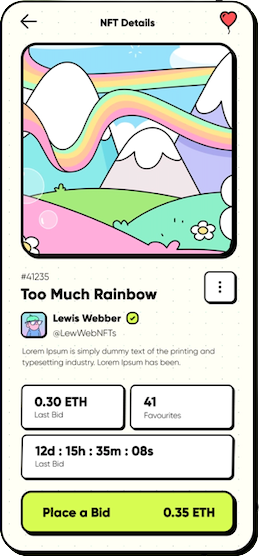 NFT Details
#41235
Too Much Rainbow
Lewis Webber
@LewWebNFTs
Lorem Ipsum is simply dummy text of the printing and
typesetting industry. Lorem Ipsum has been.
0.30 ETH
Last Bid
41
Favourites
12d : 15h : 35m : 08s
Last Bid
Place a Bid 0.35 ETH